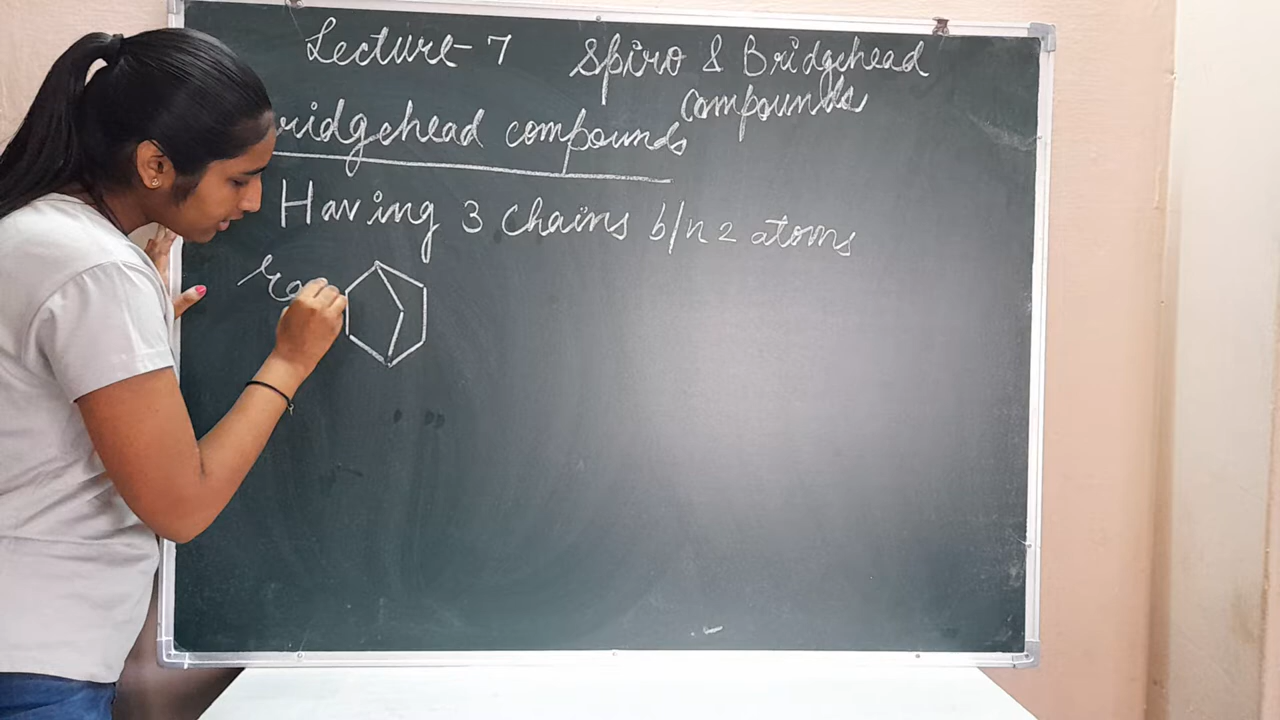 Lecture-7 Spiro & Bridgehead
compounds
ridgehead compounds
Having 3 chains b/n 2 atoms